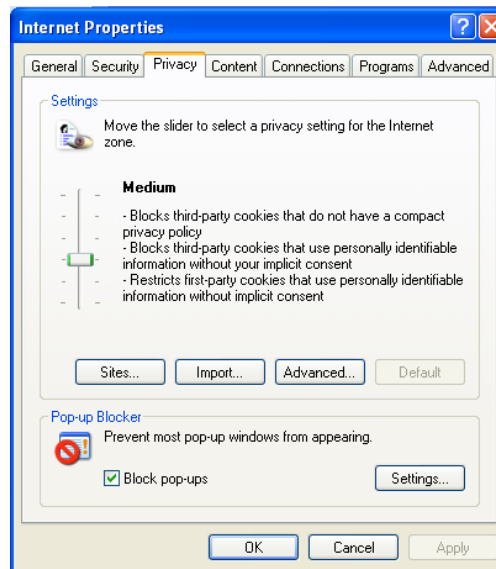 Internet Properties
General Security Privacy Content Connections Programs Advanced
Settings
Move the slider to select a privacy setting for the Internet
zone.
Medium
- Blocks third-party cookies that do not have a compact
privacy policy
- Blocks third-party cookies that use personally identifiable
information without your implicit consent
- Restricts first-party cookies that use personally identifiable
information without implicit consent
Sites... Import... Advanced... Default
Pop-up Blocker
Prevent most pop-up windows from appearing.
Block pop-ups Settings...
OK Cancel Apply